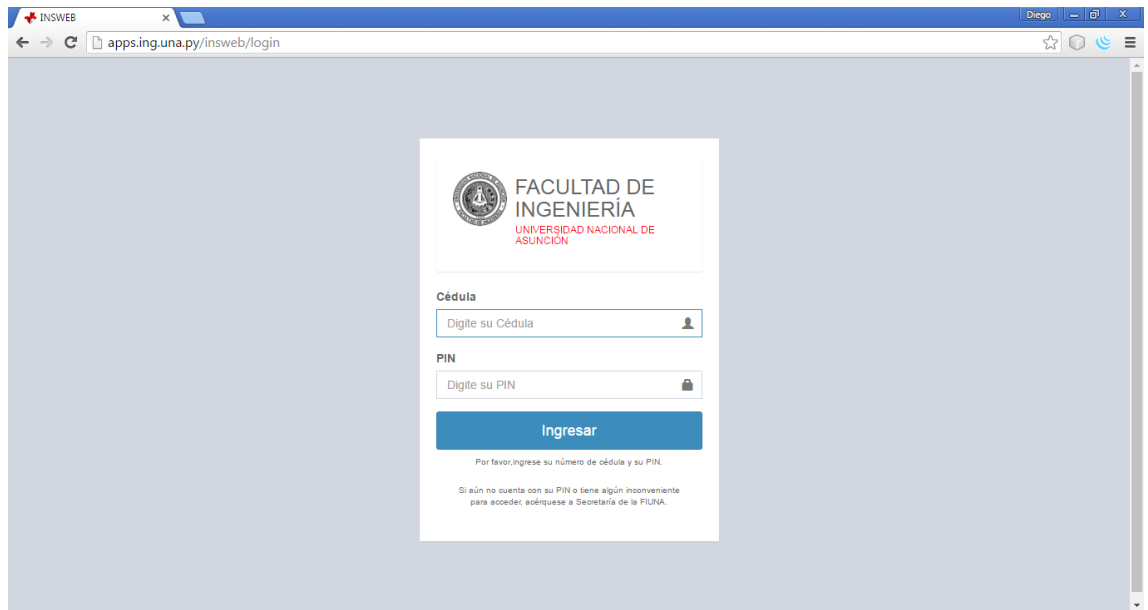 INSWEB
Diego
apps.ing.una.py/insweb/login
FACULTAD DE
INGENIERÍA
UNIVERSIDAD NACIONAL DE
ASUNCIÓN
Cédula
Digite su Cédula
PIN
Digite su PIN
Ingresar
Por favor,ingrese su número de cédula y su PIN.
Si aún no cuenta con su PIN o tiene algún inconveniente
para acceder, acérquese a Secretaría de la FIUNA.